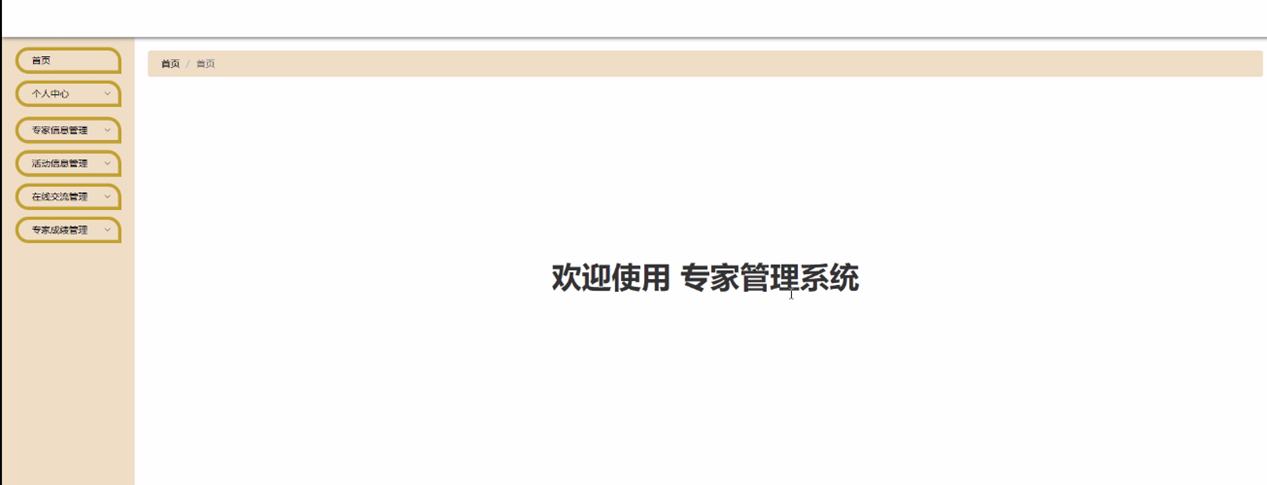 首页
个人中心
专家信息管理
活动信息管理
在线交流管理
专家成绩管理
首页 / 首页
欢迎使用 专家管理系统